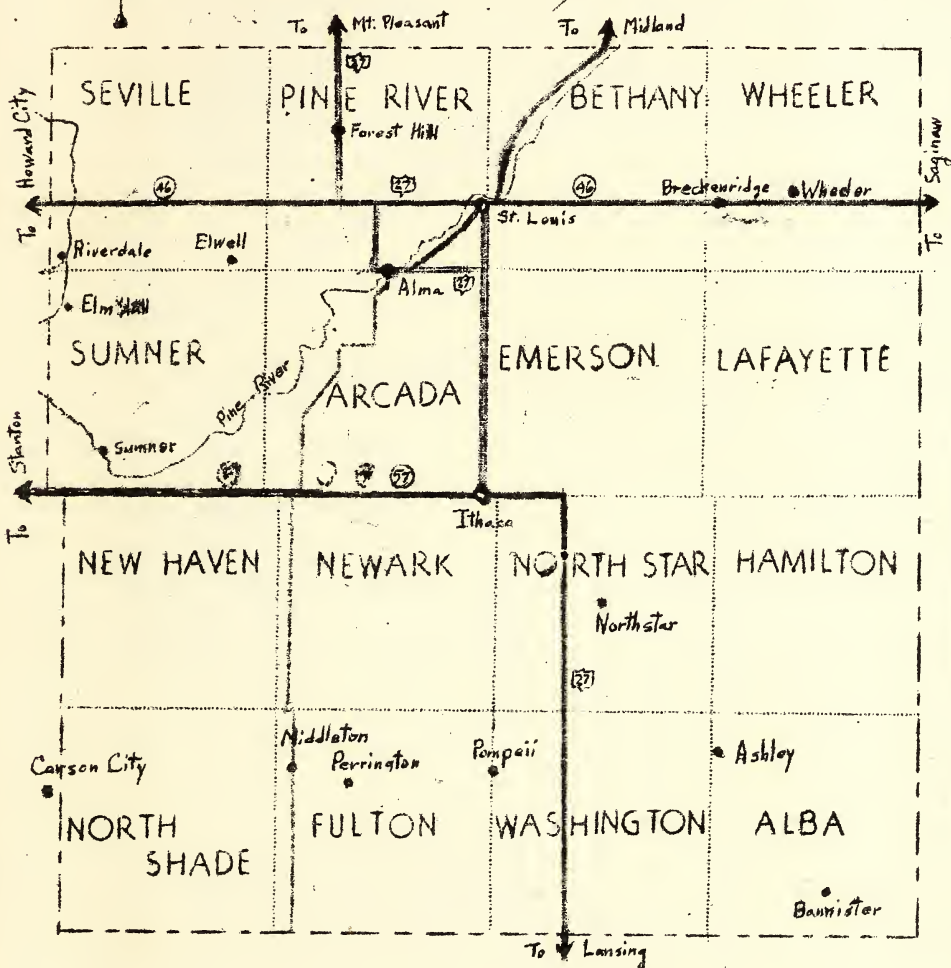 To Mt. Pleasant
To Midland
27
SEVILLE
PINE RIVER
BETHANY
WHEELER
Forest Hill
To Howard City
46
27
46
Breckenridge
Wheeler
To Saginaw
St. Louis
Riverdale
Elwell
Alma
27
Elm Hall
SUMNER
Pine River
ARCADA
EMERSON
LAFAYETTE
Sumner
To Stanton
57
Ithaca
NEW HAVEN
NEWARK
NORTH STAR
HAMILTON
Northstar
27
Middleton
Carson City
Perrington
Pompeii
Ashley
NORTH
SHADE
FULTON
WASHINGTON
ALBA
Bannister
To Lansing